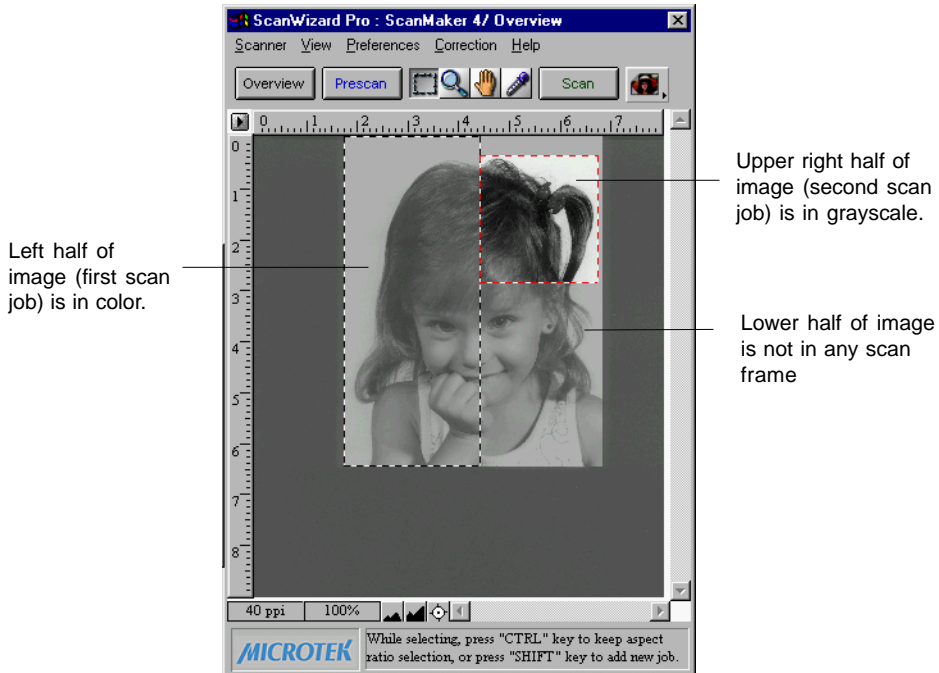 ScanWizard Pro : ScanMaker 4/ Overview
Scanner View Preferences Correction Help
Overview Prescan Scan
0 1 2 3 4 5 6 7
0
1
2
3
4
5
6
7
8
Upper right half of
image (second scan
job) is in grayscale.
Left half of
image (first scan
job) is in color.
Lower half of image
is not in any scan
frame
40 ppi 100%
MICROTEK
While selecting, press "CTRL" key to keep aspect
ratio selection, or press "SHIFT" key to add new job.